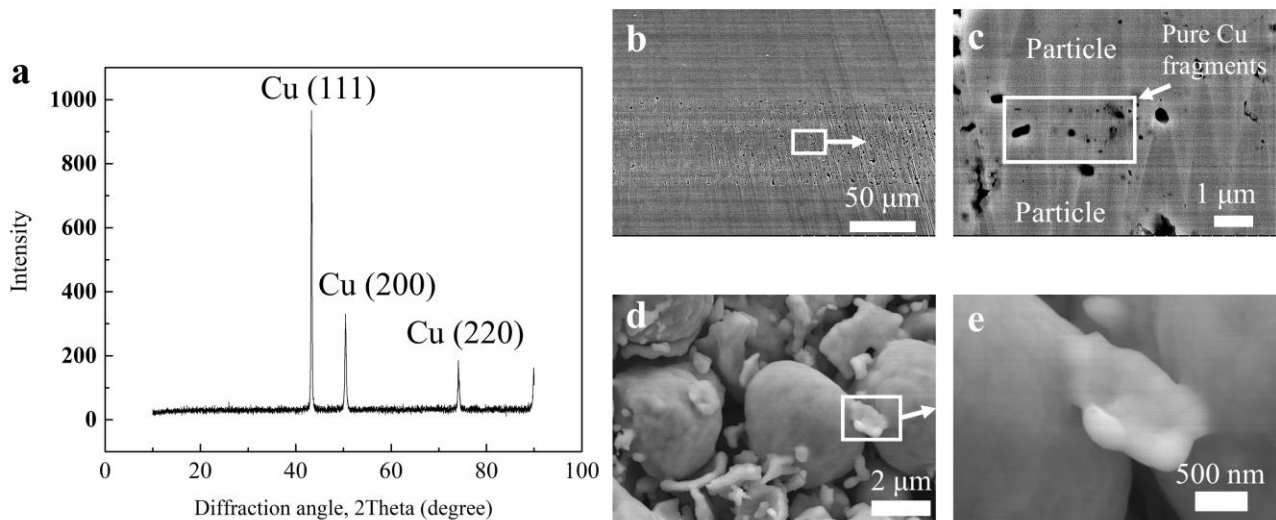 a
Cu (111)
Cu (200)
Cu (220)
1000
800
600
400
200
0
Intensity
0
20
40
60
80
100
Diffraction angle, 2Theta (degree)
b
50 μm
c
Particle
Pure Cu
fragments
Particle
1 μm
d
2 μm
e
500 nm